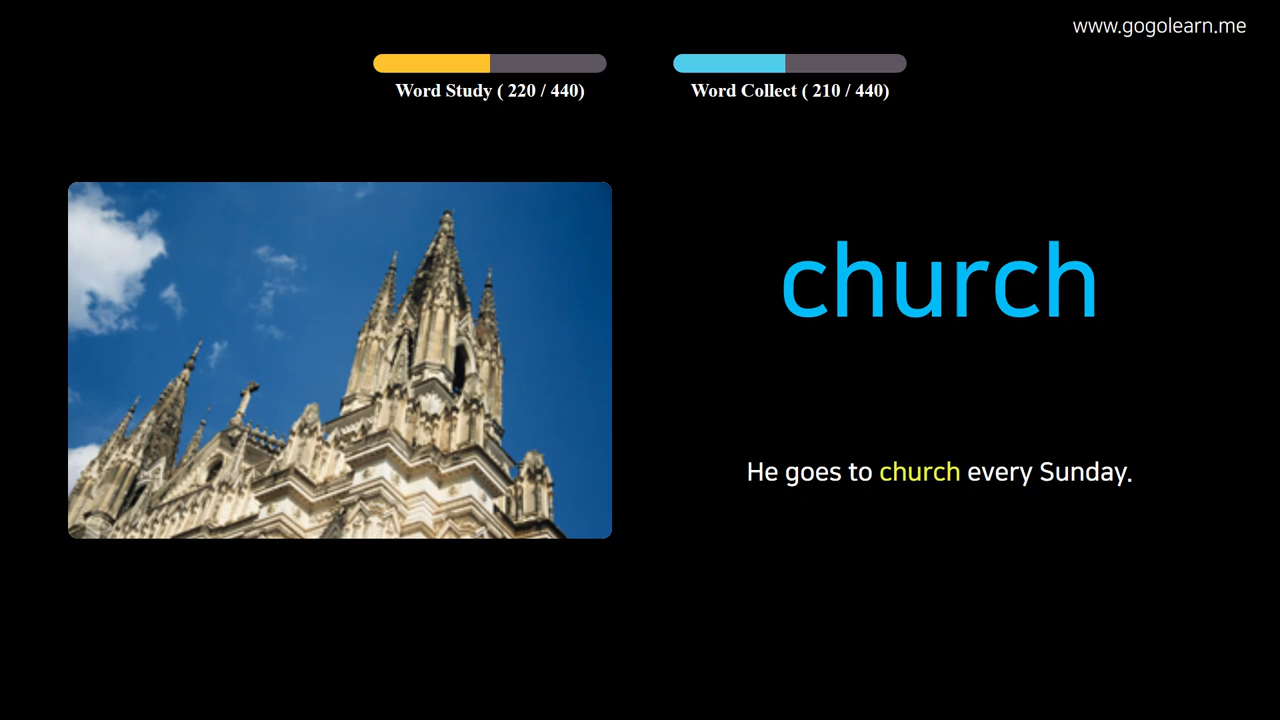 www.gogolearn.me
Word Study ( 220 / 440)
Word Collect ( 210 / 440)
church
He goes to church every Sunday.